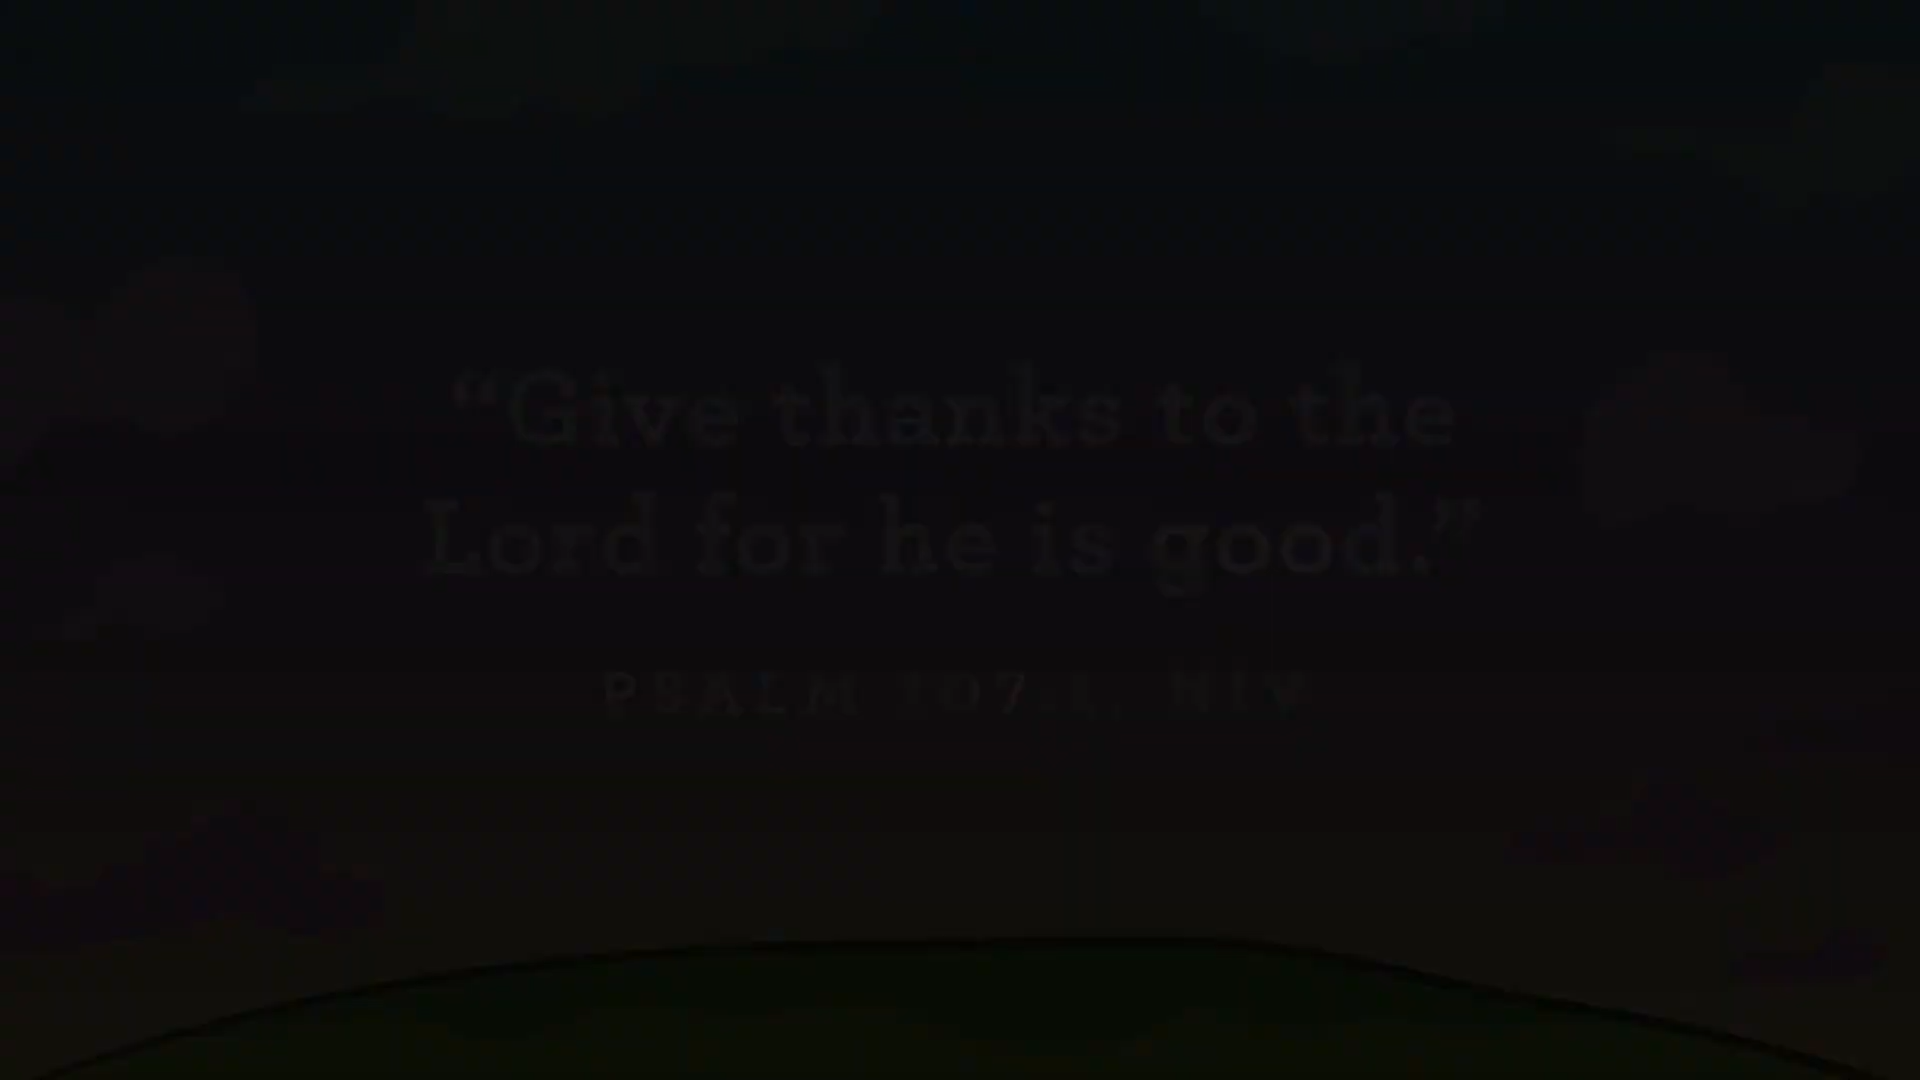 “Give thanks to the
Lord for he is good.”
PSALM 107:1, NIV